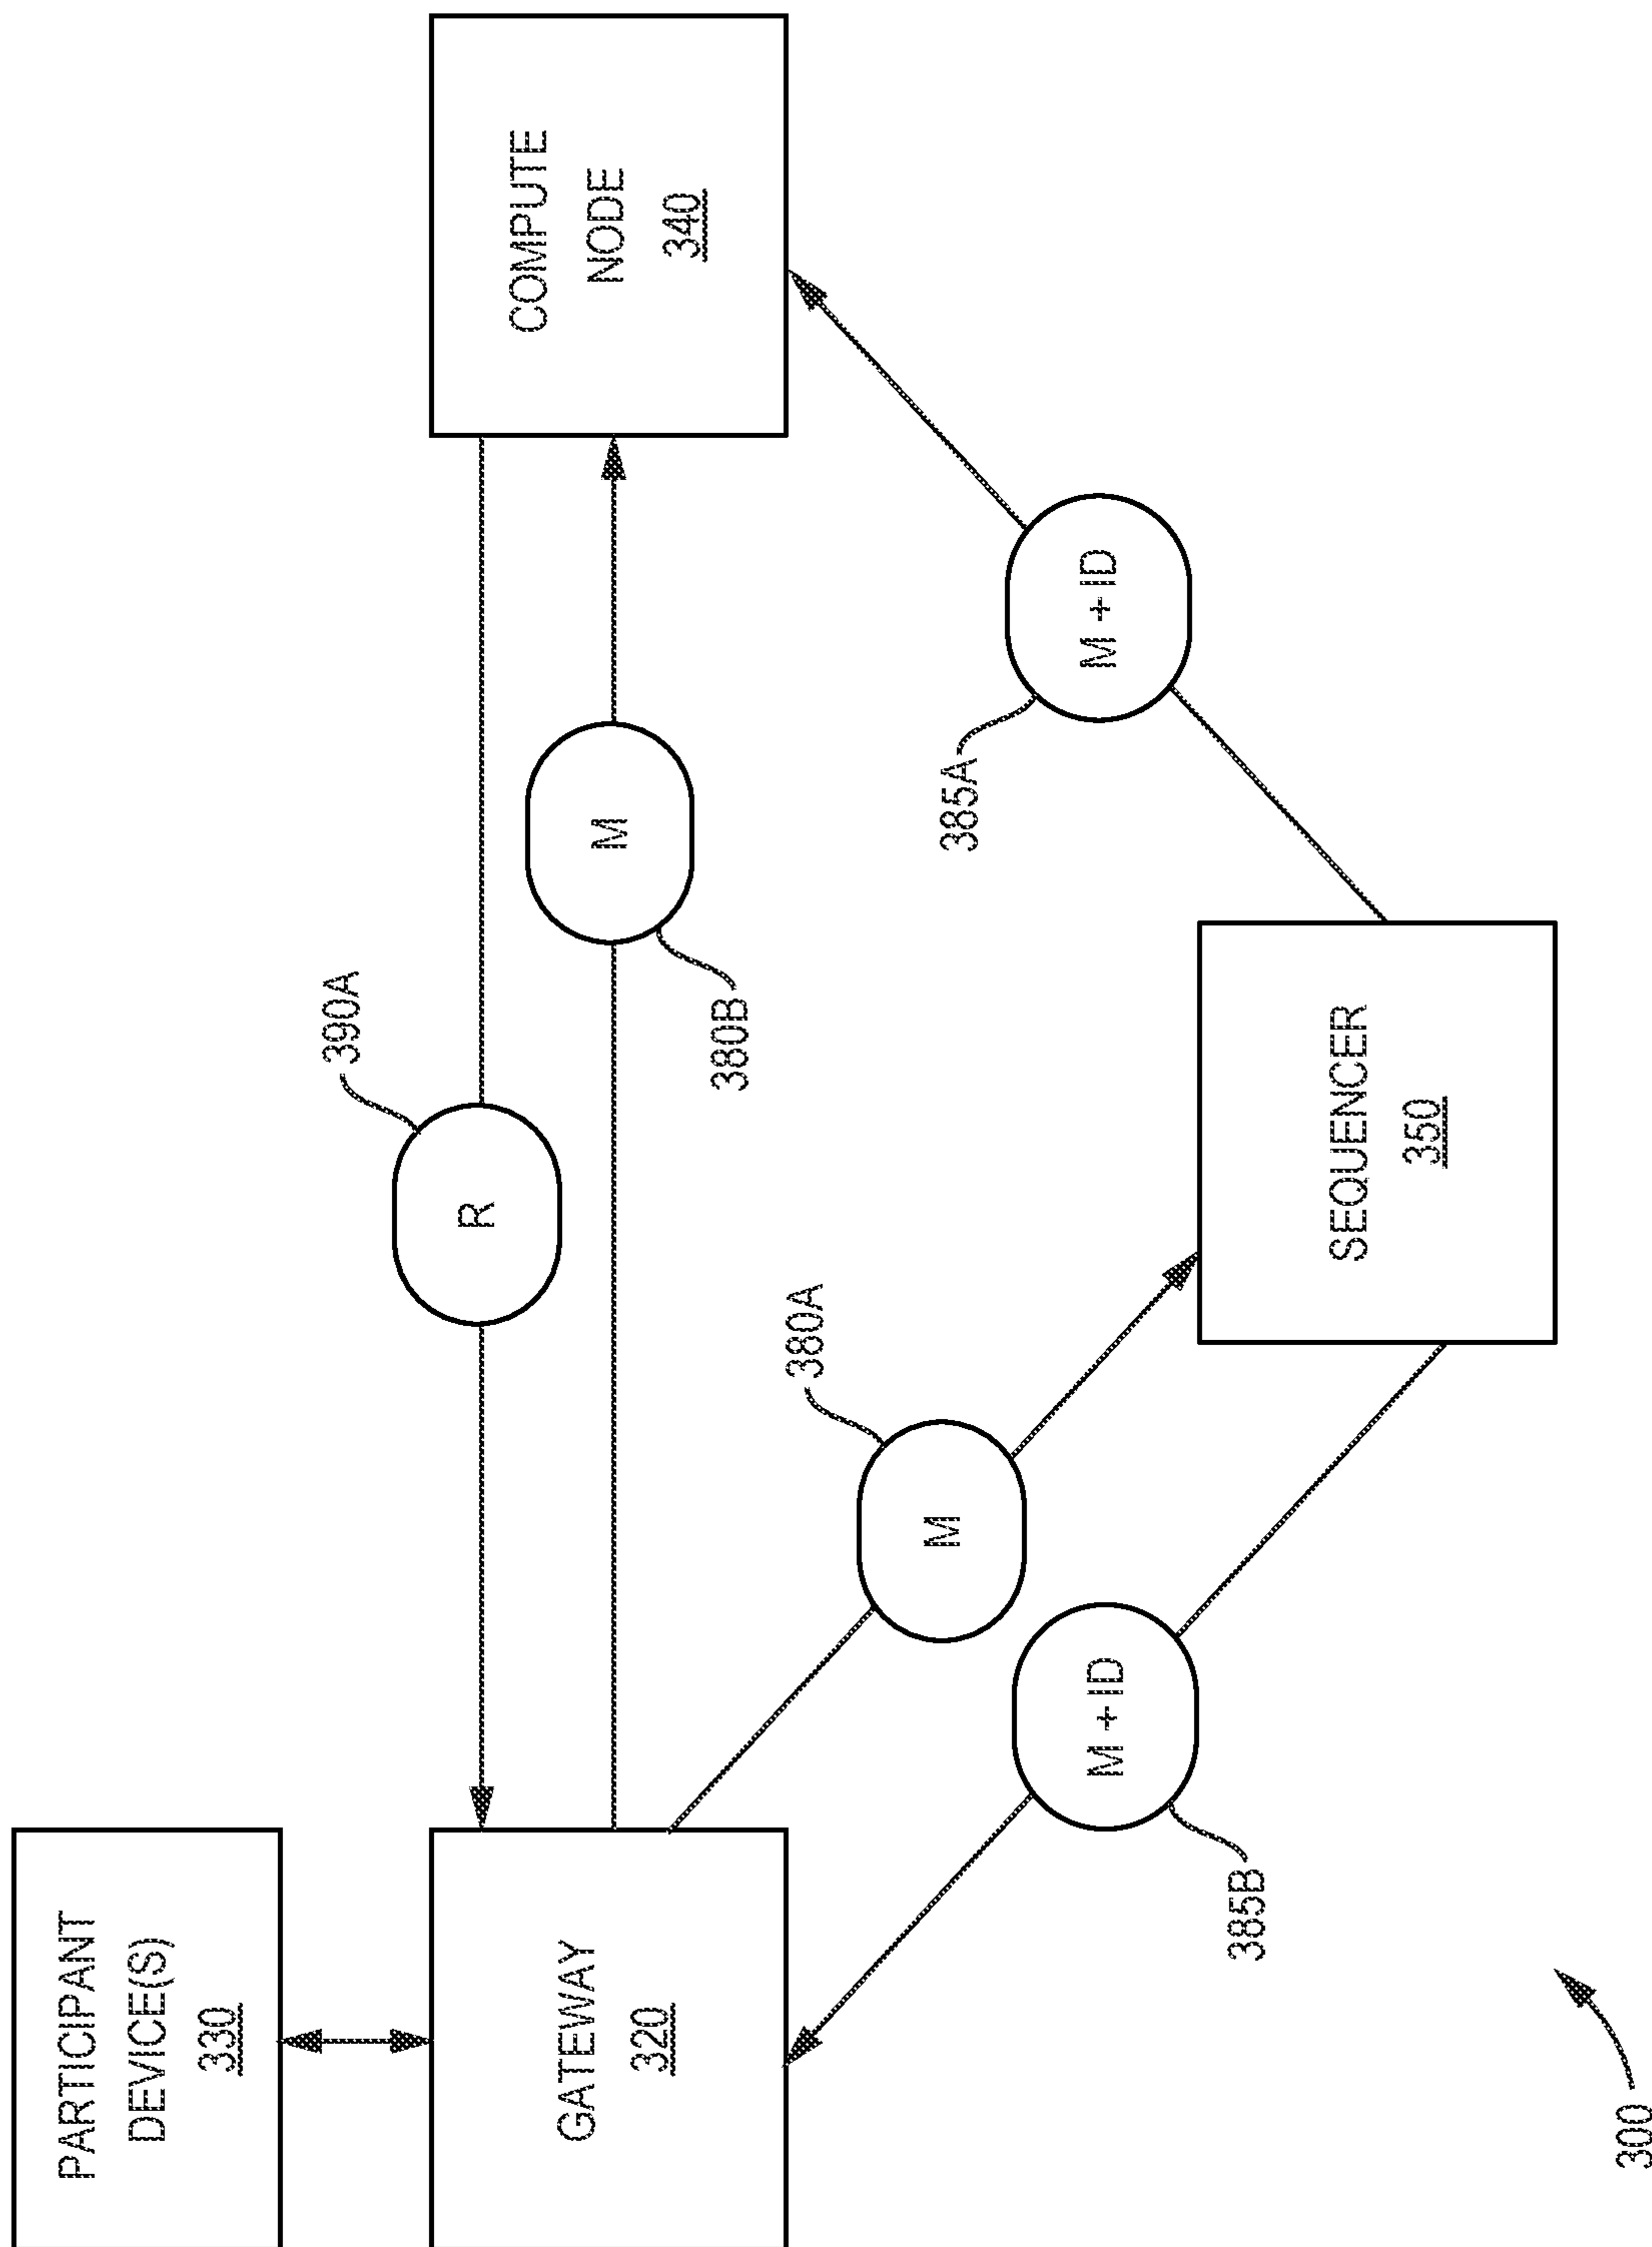 PARTICIPANT
DEVICE(S)
330
GATEWAY
320
390A
R
M
380B
COMPUTE
NODE
340
380A
M
M + ID
385B
385A
M + ID
SEQUENCER
350
300